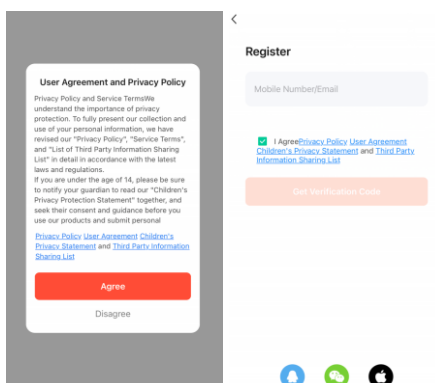 User Agreement and Privacy Policy
Privacy Policy and Service TermsWe
understand the importance of privacy
protection. To fully present our collection and
use of your personal information, we have
revised our "Privacy Policy", "Service Terms",
and "List of Third Party Information Sharing
List" in detail in accordance with the latest
laws and regulations.
If you are under the age of 14, please be sure
to notify your guardian to read our "Children's
Privacy Protection Statement" together, and
seek their consent and guidance before you
use our products and submit personal
Privacy Policy User Agreement Children's
Privacy Statement and Third Party Information
Sharing List
Agree
Disagree
Register
Mobile Number/Email
I AgreePrivacy Policy User Agreement
Children's Privacy Statement and Third Party
Information Sharing List
Get Verification Code